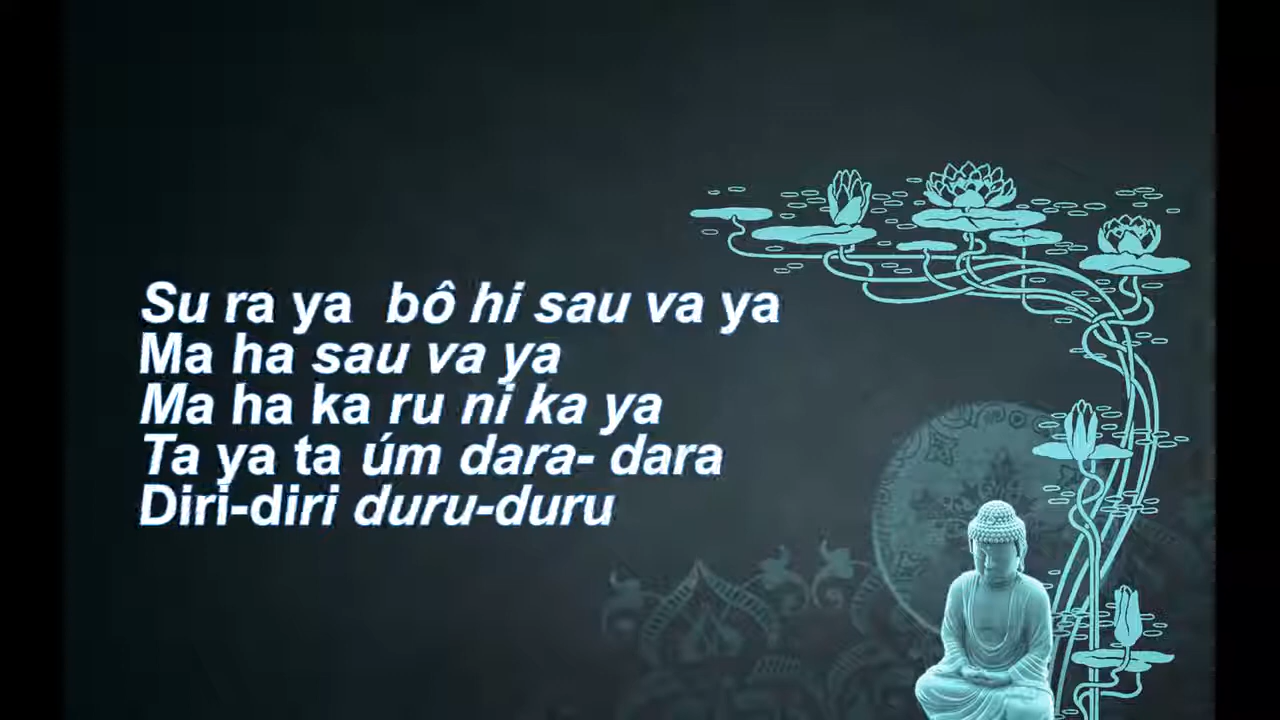 Su ra ya bô hi sau va ya
Ma ha sau va ya
Ma ha ka ru ni ka ya
Ta ya ta úm dara- dara
Diri-diri duru-duru